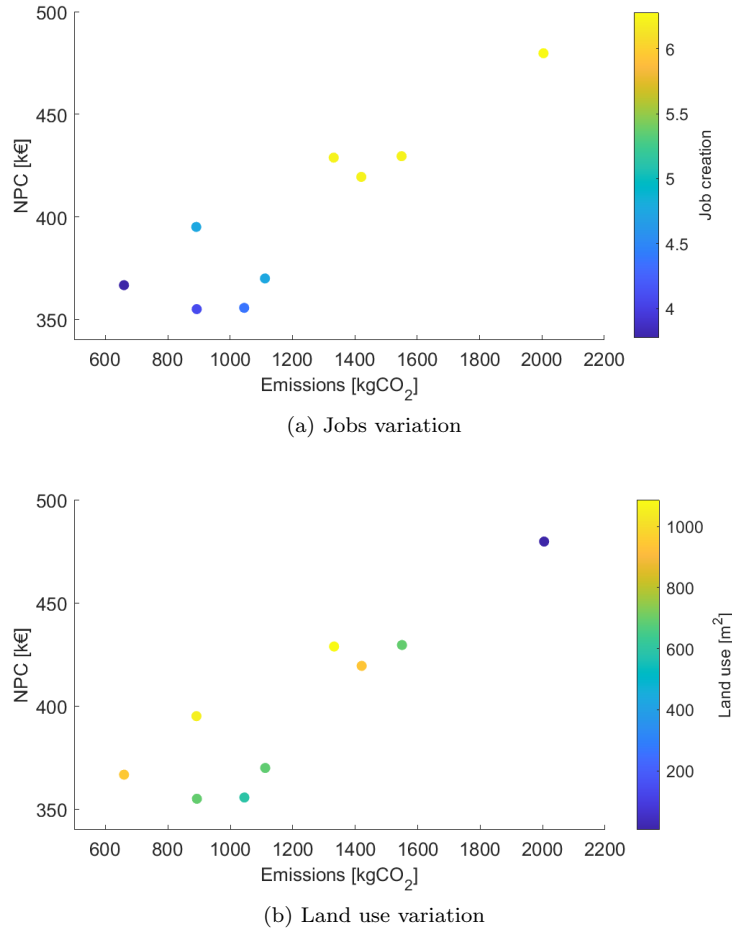 500
450
400
350
NPC [k€]
600 800 1000 1200 1400 1600 1800 2000 2200
Emissions [kgCO2]
6
5.5
5
4.5
4
Job creation
(a) Jobs variation
500
450
400
350
NPC [k€]
600 800 1000 1200 1400 1600 1800 2000 2200
Emissions [kgCO2]
1000
800
600
400
200
Land use [m²]
(b) Land use variation